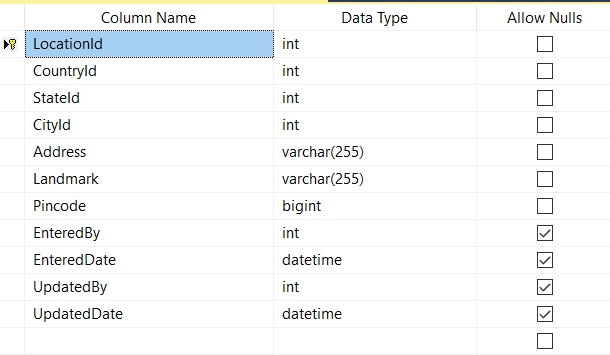 Column Name Data Type Allow Nulls
LocationId int
CountryId int
StateId int
CityId int
Address varchar(255)
Landmark varchar(255)
Pincode bigint
EnteredBy int
EnteredDate datetime
UpdatedBy int
UpdatedDate datetime